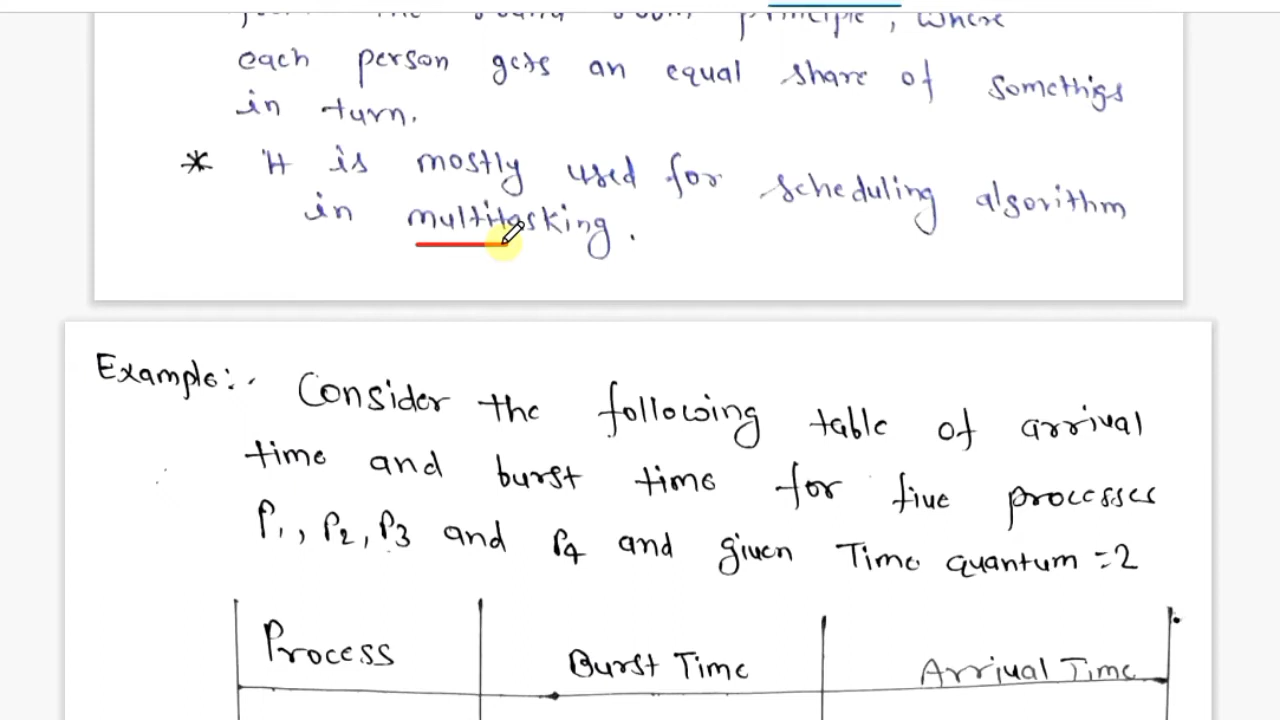 principle, where
each person gets an equal share of somethigs
in turn.
* It is mostly used for scheduling algorithm
in multitasking.
Example:- Consider the following table of arrival
time and burst time for five processes
P1, P2, P3 and P4 and given Time quantum = 2
Process Burst Time Arrival Time